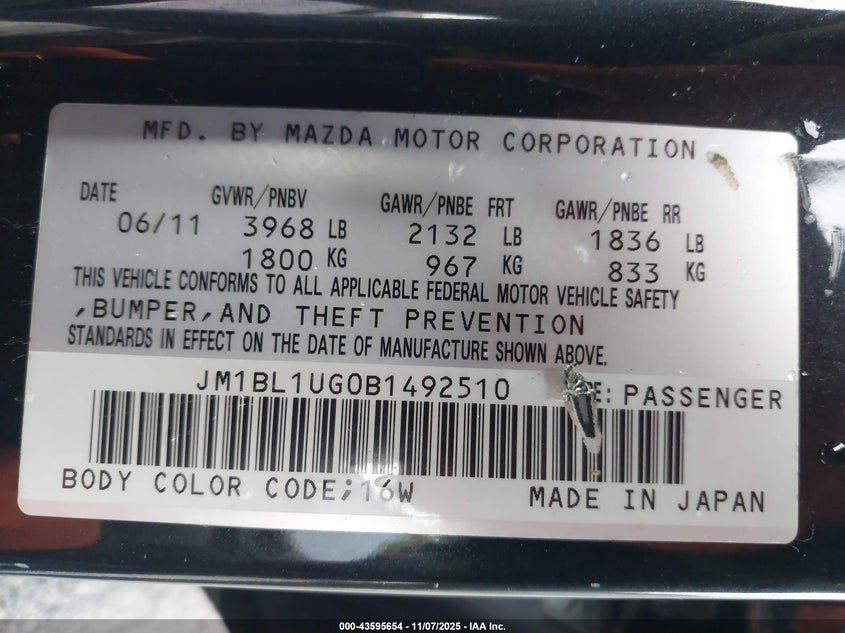 MFD. BY MAZDA MOTOR CORPORATION
DATE GVWR/PNBV GAWR/PNBE FRT GAWR/PNBE RR
06/11 3968 LB 2132 LB 1836 LB
1800 KG 967 KG 833 KG
THIS VEHICLE CONFORMS TO ALL APPLICABLE FEDERAL MOTOR VEHICLE SAFETY
,BUMPER,AND THEFT PREVENTION
STANDARDS IN EFFECT ON THE DATE OF MANUFACTURE SHOWN ABOVE.
JM1BL1UG0B1492510 PASSENGER
BODY COLOR CODE;16W MADE IN JAPAN
000-43595654 - 11/07/2025 - IAA Inc.